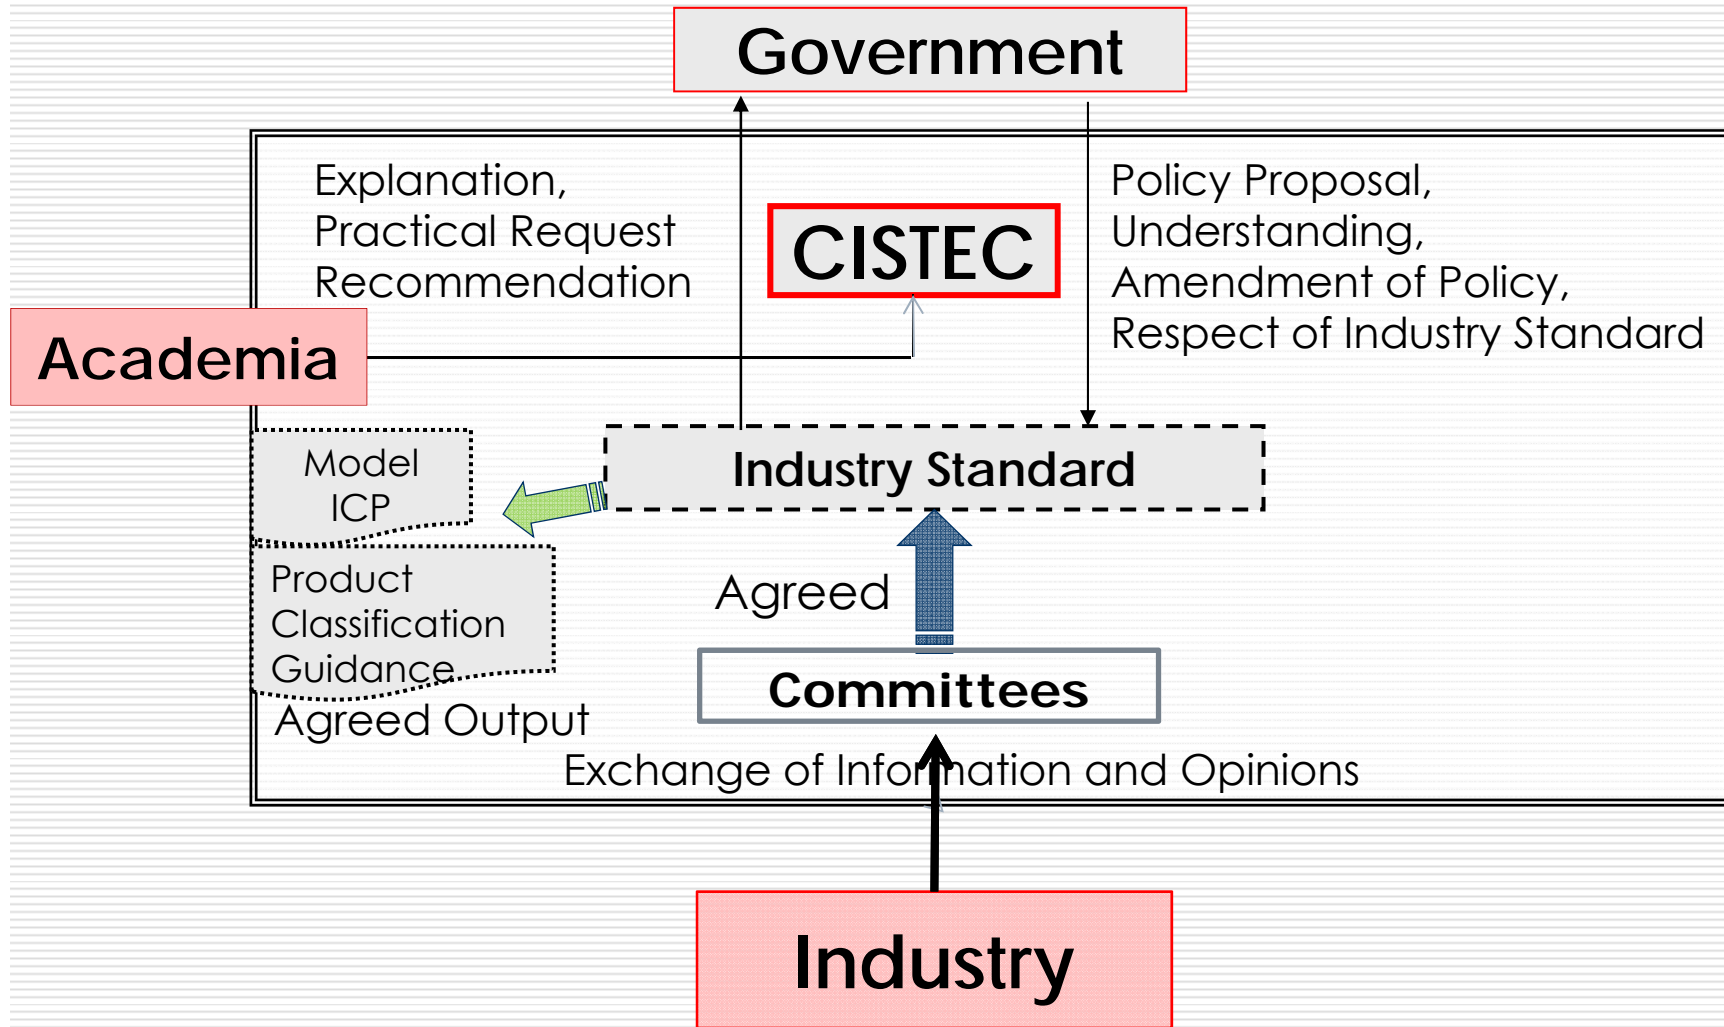 Government
Explanation,
Practical Request
Recommendation
CISTEC
Policy Proposal,
Understanding,
Amendment of Policy,
Respect of Industry Standard
Academia
Model
ICP
Industry Standard
Product
Classification
Guidance
Agreed
Committees
Agreed Output
Exchange of Information and Opinions
Industry